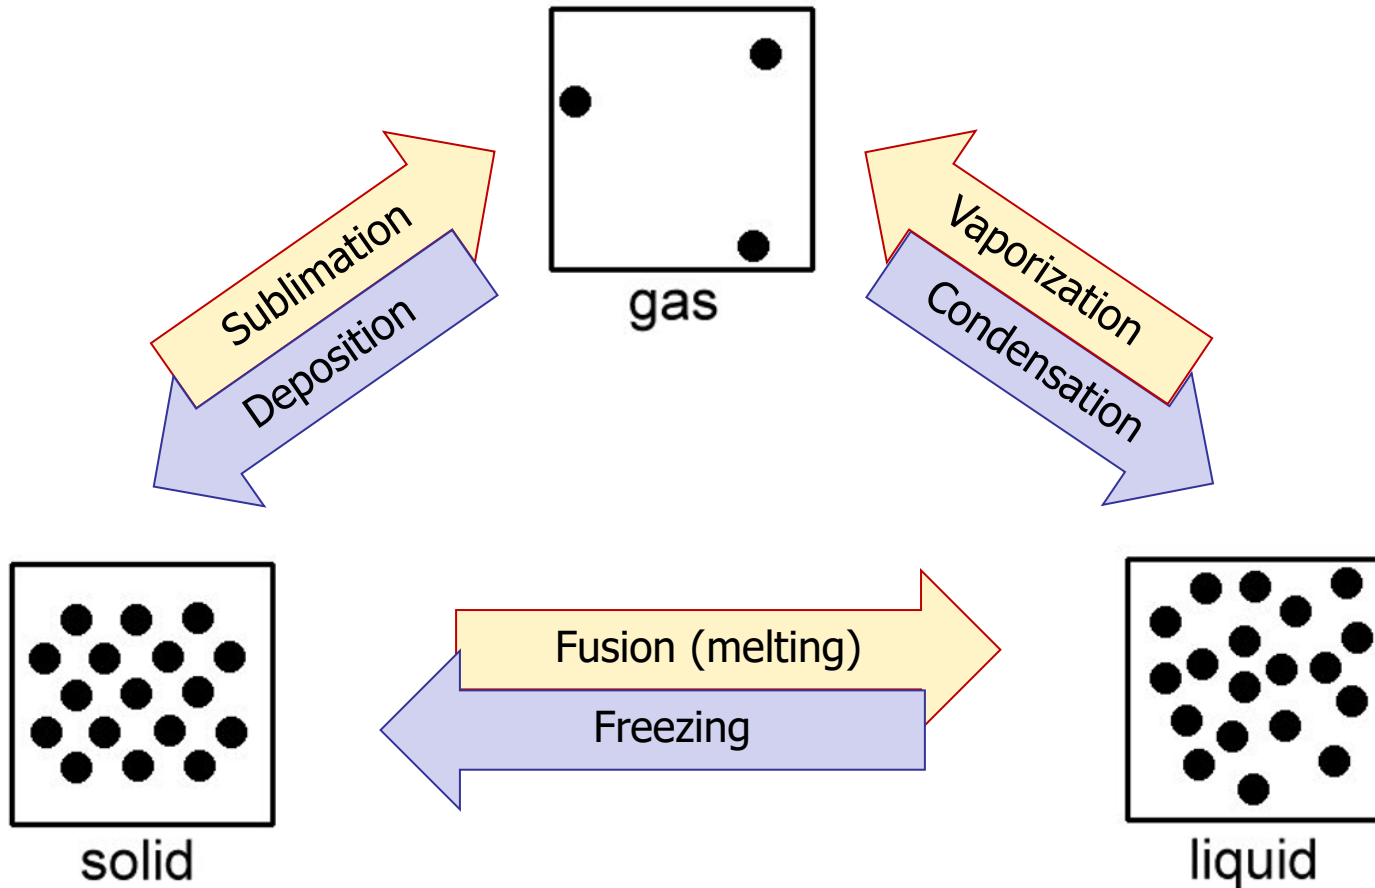 gas
Sublimation
Deposition
Vaporization
Condensation
Fusion (melting)
Freezing
solid
liquid